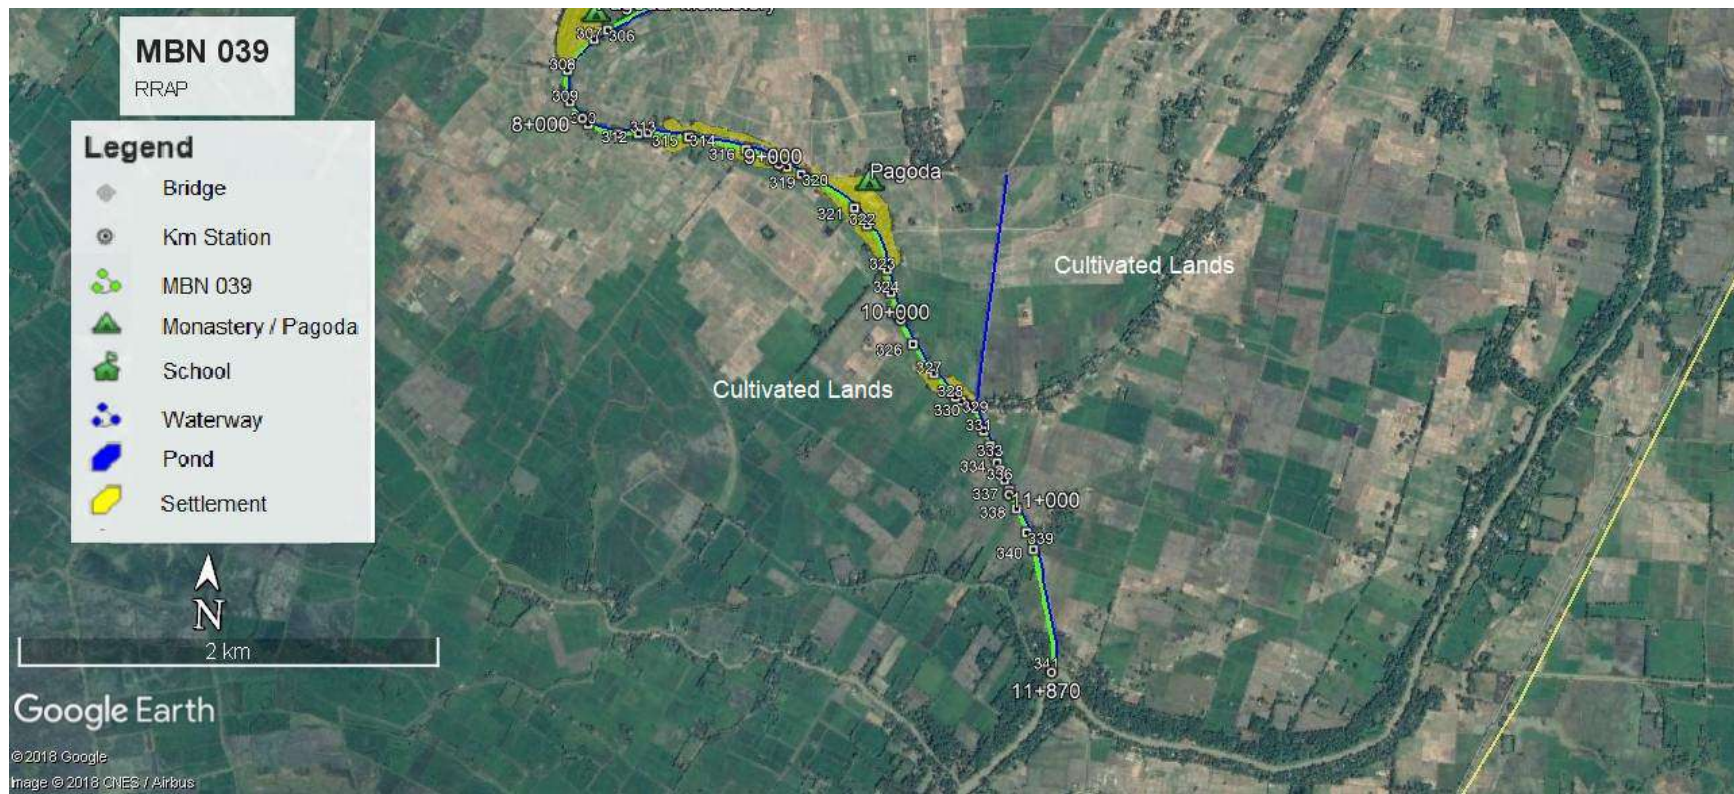 MBN 039
RRAP
Legend
Bridge
Km Station
MBN 039
Monastery / Pagoda
School
Waterway
Pond
Settlement
N
2 km
Google Earth
©2018 Google
Image © 2018 CNES / Airbus
307
306
308
309
8+000
312
313
315
314
316
9+000
319
320
Pagoda
321
322
323
324
10+000
326
327
328
330
329
331
333
334
336
337
11+000
338
339
340
341
11+870
Cultivated Lands
Cultivated Lands